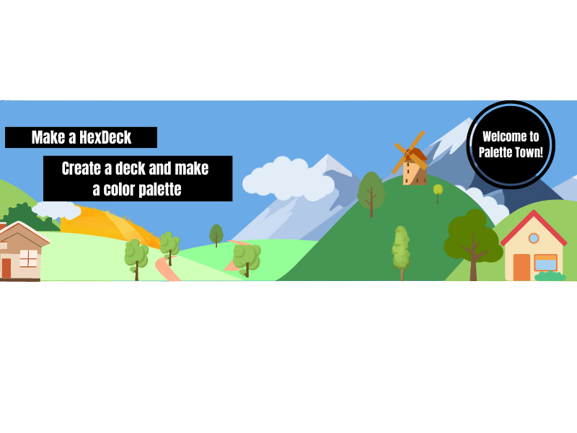 Make a HexDeck
Create a deck and make
a color palette
Welcome to
Palette Town!